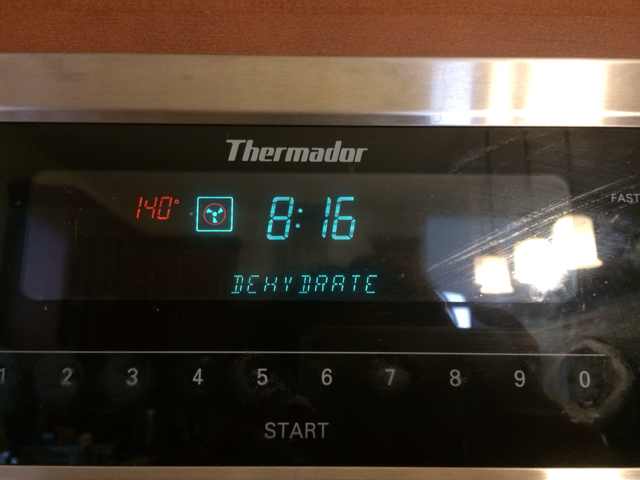 Thermador
FAST
140° 8:16
DEHYDRATE
1 2 3 4 5 6 7 8 9 0
START